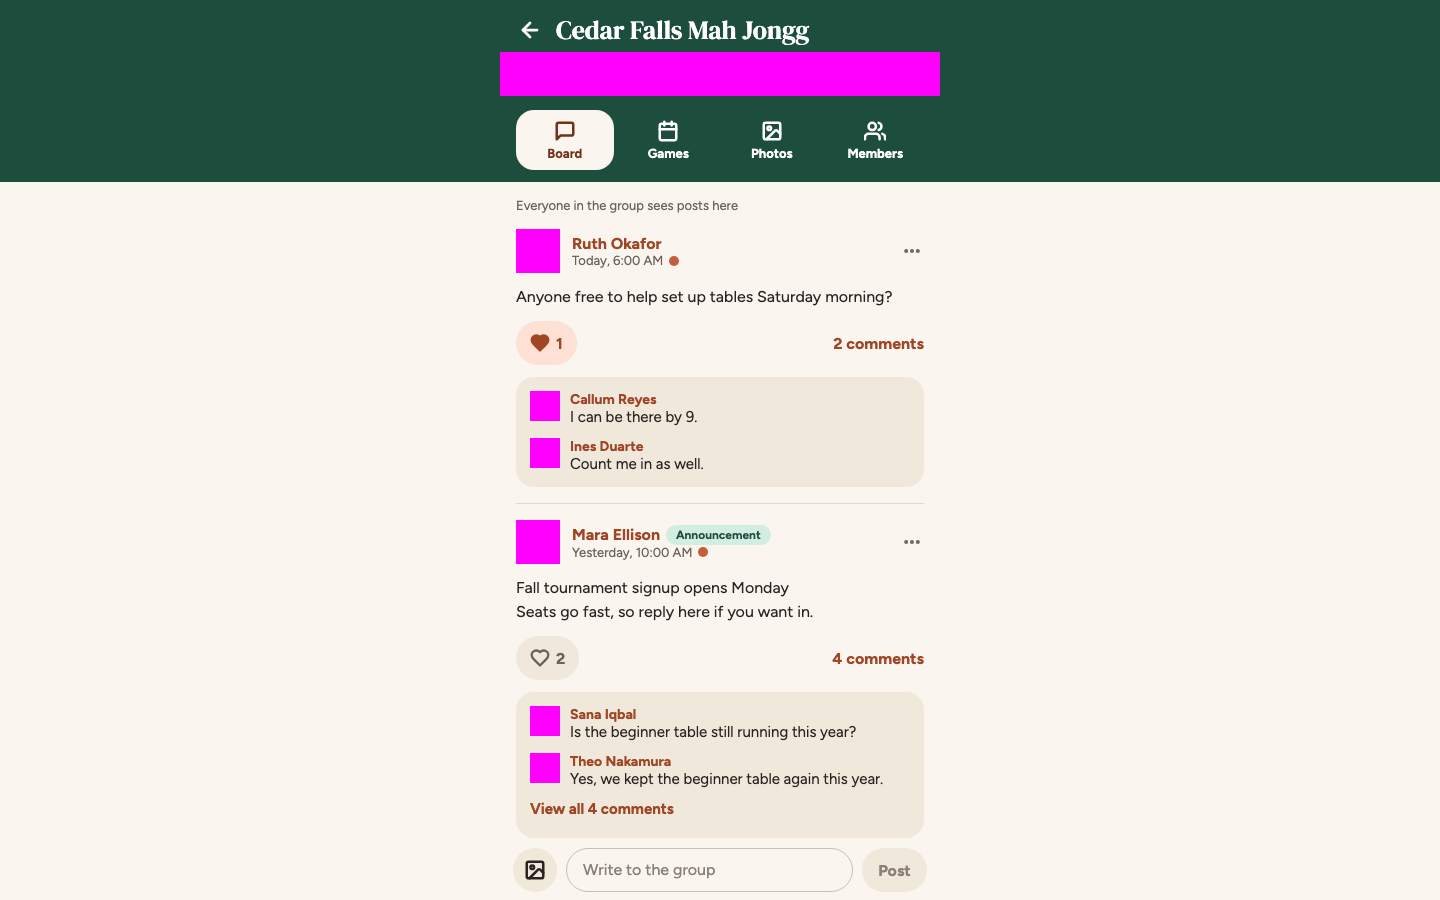 Cedar Falls Mah Jongg
Board
Games
Photos
Members
Everyone in the group sees posts here
Ruth Okafor
Today, 6:00 AM
Anyone free to help set up tables Saturday morning?
1
2 comments
Callum Reyes
I can be there by 9.
Ines Duarte
Count me in as well.
Mara Ellison Announcement
Yesterday, 10:00 AM
Fall tournament signup opens Monday
Seats go fast, so reply here if you want in.
2
4 comments
Sana Iqbal
Is the beginner table still running this year?
Theo Nakamura
Yes, we kept the beginner table again this year.
View all 4 comments
Write to the group
Post